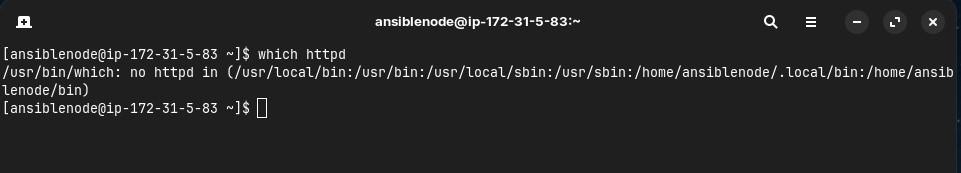 ansiblenode@ip-172-31-5-83:~
[ansiblenode@ip-172-31-5-83 ~]$ which httpd
/usr/bin/which: no httpd in (/usr/local/bin:/usr/bin:/usr/local/sbin:/usr/sbin:/home/ansiblenode/.local/bin:/home/ansib
lenode/bin)
[ansiblenode@ip-172-31-5-83 ~]$